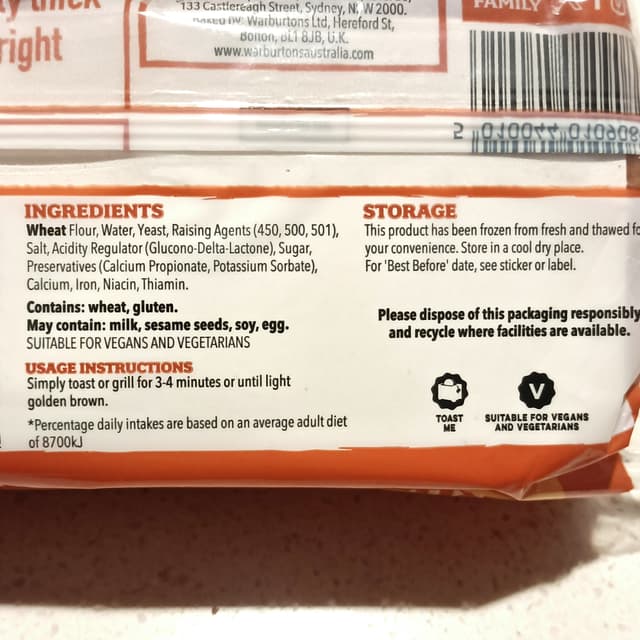 right
133 Castlereagh Street, Sydney, NSW 2000.
Warburtons Ltd, Hereford St,
Bolton, BL1 8JB, U.K.
www.warburtonsaustralia.com
FAMILY
5 010044 010908
INGREDIENTS
Wheat Flour, Water, Yeast, Raising Agents (450, 500, 501),
Salt, Acidity Regulator (Glucono-Delta-Lactone), Sugar,
Preservatives (Calcium Propionate, Potassium Sorbate),
Calcium, Iron, Niacin, Thiamin.
Contains: wheat, gluten.
May contain: milk, sesame seeds, soy, egg.
SUITABLE FOR VEGANS AND VEGETARIANS
USAGE INSTRUCTIONS
Simply toast or grill for 3-4 minutes or until light
golden brown.
*Percentage daily intakes are based on an average adult diet
of 8700kJ
STORAGE
This product has been frozen from fresh and thawed fo
your convenience. Store in a cool dry place.
For 'Best Before' date, see sticker or label.
Please dispose of this packaging responsibly
and recycle where facilities are available.
TOAST
ME
V
SUITABLE FOR VEGANS
AND VEGETARIANS